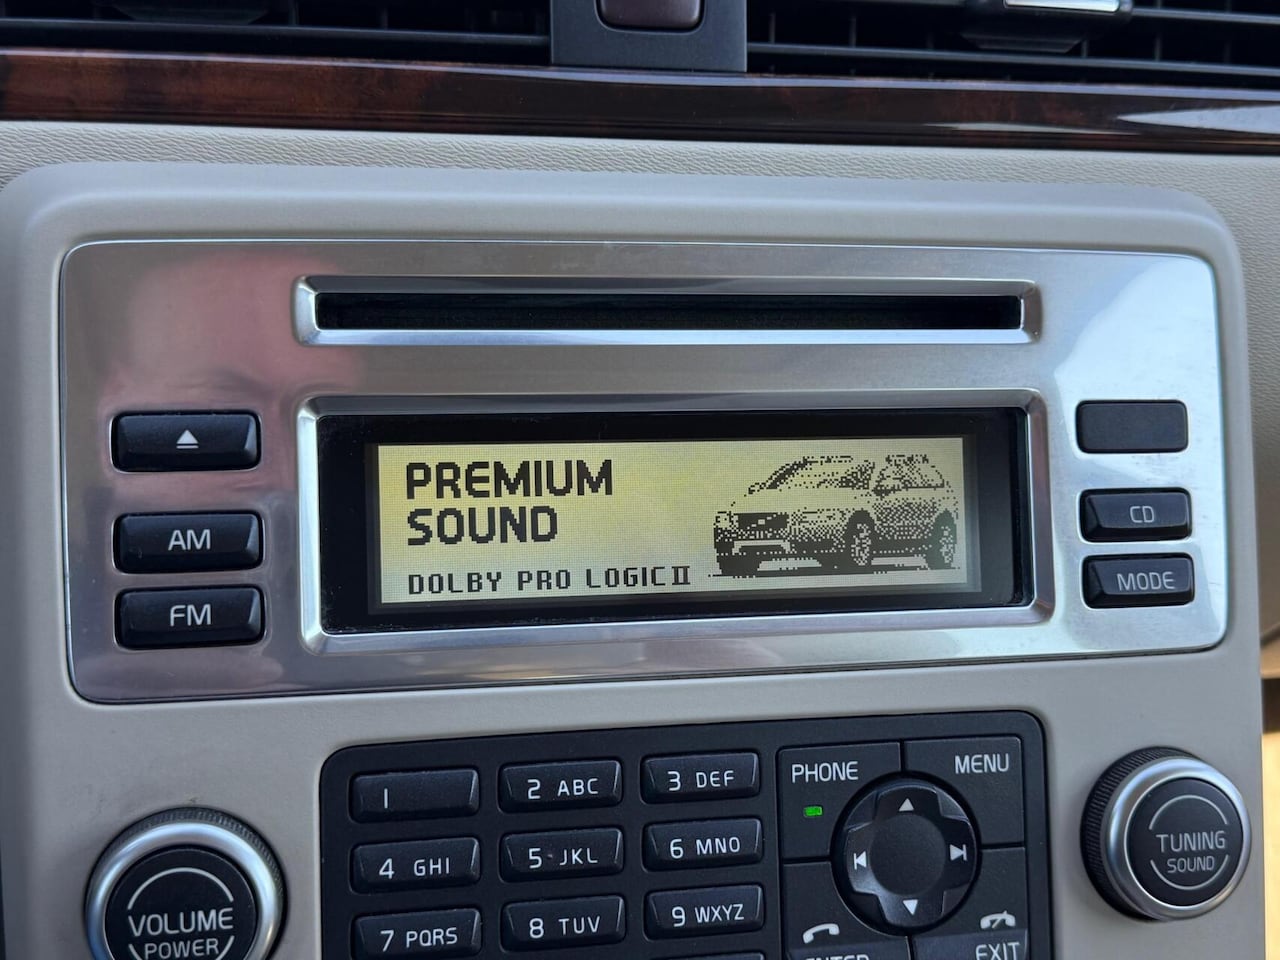 AM
FM
PREMIUM
SOUND
DOLBY PRO LOGIC II
CD
MODE
VOLUME
POWER
1
2 ABC
3 DEF
4 GHI
5 JKL
6 MNO
7 PQRS
8 TUV
9 WXYZ
PHONE
MENU
ENTER
EXIT
TUNING
SOUND